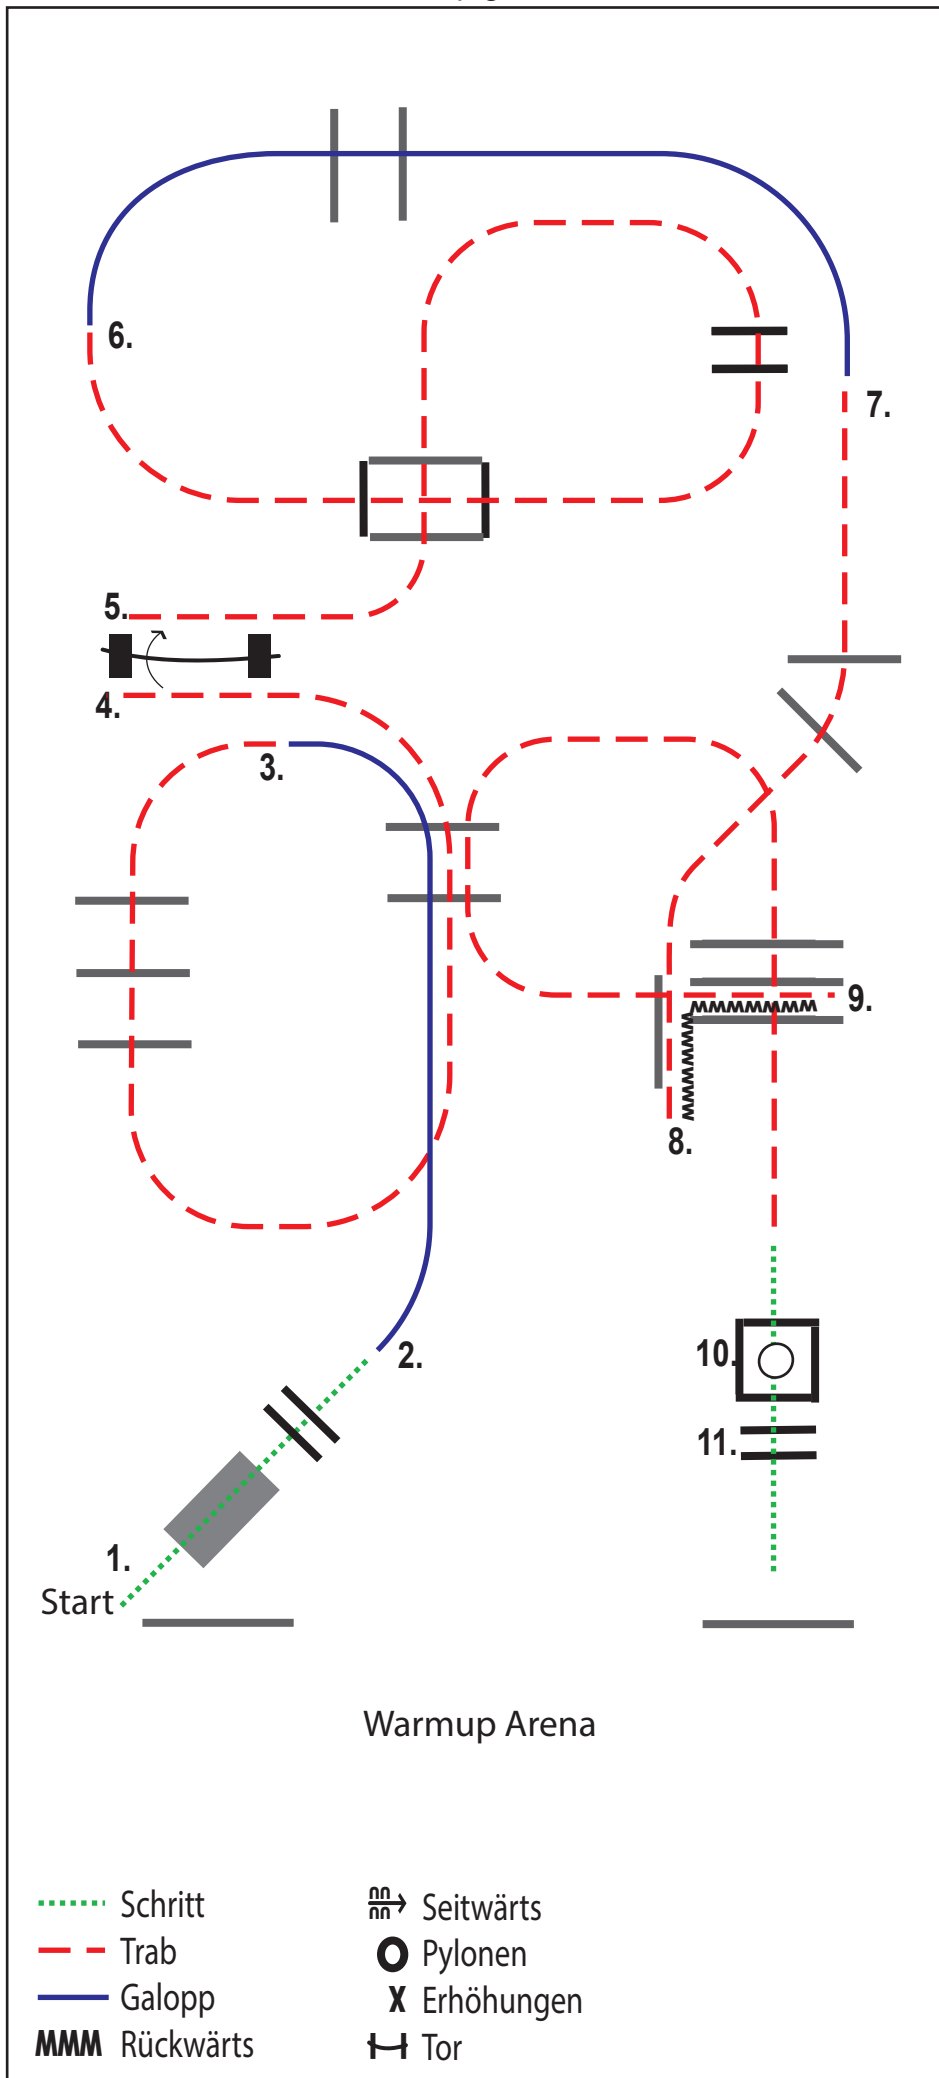 6.
7.
5.
4.
3.
9.
8.
2.
10.
11.
1.
Start
Warmup Arena
Schritt
Trab
Galopp
MMM Rückwärts
Seitwärts
Pylonen
X Erhöhungen
Tor